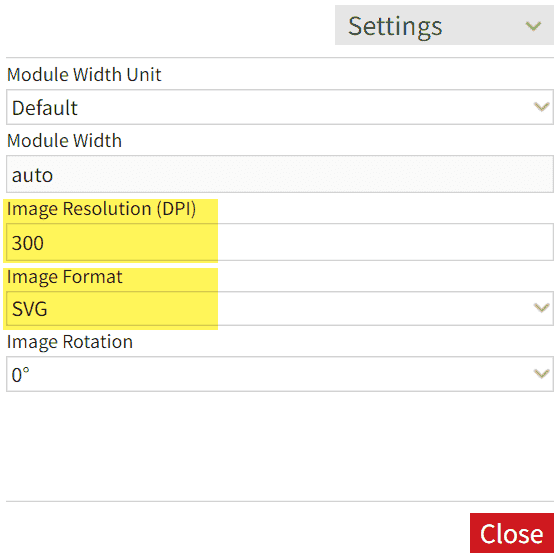 Settings
Module Width Unit
Default
Module Width
auto
Image Resolution (DPI)
300
Image Format
SVG
Image Rotation
0°
Close